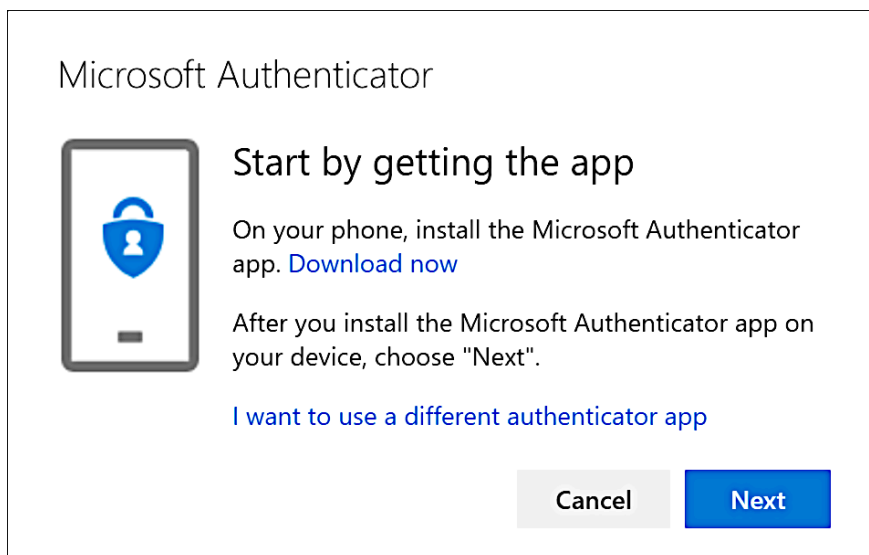 Microsoft Authenticator
Start by getting the app
On your phone, install the Microsoft Authenticator
app. Download now
After you install the Microsoft Authenticator app on
your device, choose "Next".
I want to use a different authenticator app
Cancel Next